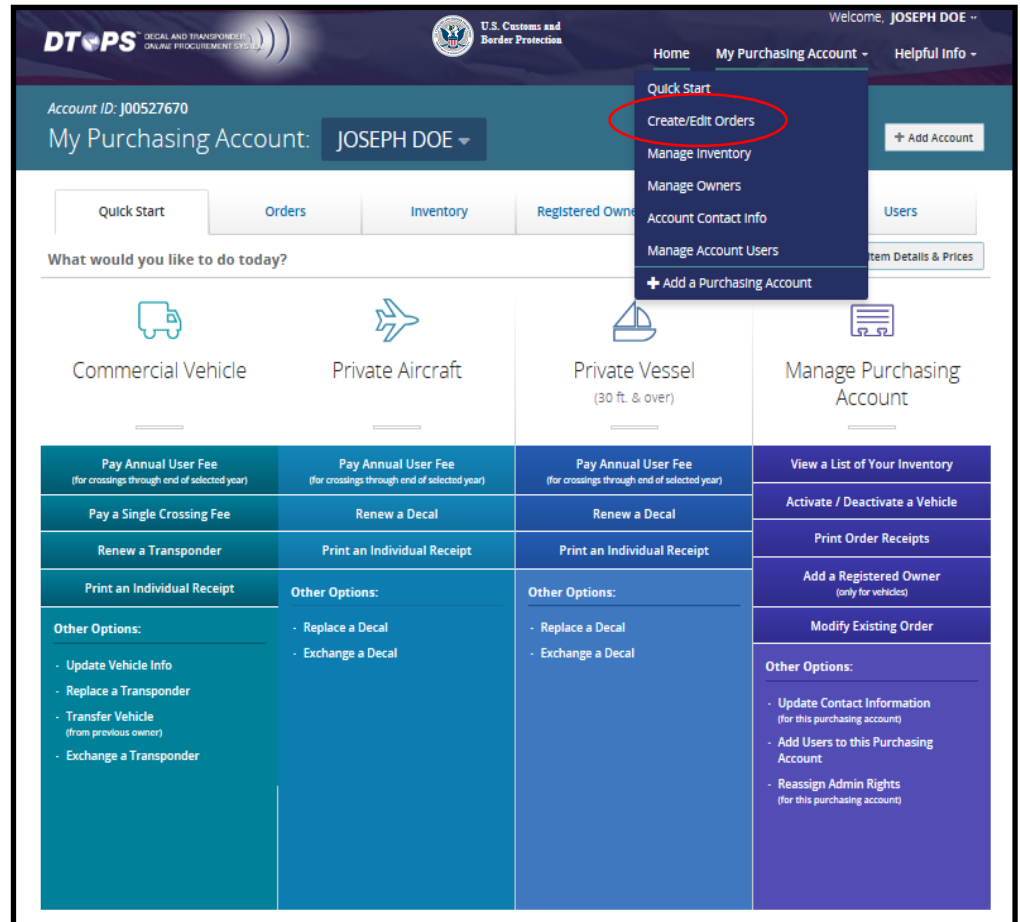 DTOPS DECAL AND TRANSPONDER
ONLINE PROCUREMENT SYSTEM
U.S. Customs and
Border Protection
Welcome, JOSEPH DOE
Home My Purchasing Account Helpful Info
Account ID: J00527670
My Purchasing Account: JOSEPH DOE
+ Add Account
Quick Start
Create/Edit Orders
Manage Inventory
Manage Owners
Account Contact Info
Manage Account Users
+ Add a Purchasing Account
Quick Start Orders Inventory Registered Owne Users
What would you like to do today?
Item Details & Prices
Commercial Vehicle
Pay Annual User Fee
(for crossings through end of selected year)
Pay a Single Crossing Fee
Renew a Transponder
Print an Individual Receipt
Other Options:
- Update Vehicle Info
- Replace a Transponder
- Transfer Vehicle
(from previous owner)
- Exchange a Transponder
Private Aircraft
Pay Annual User Fee
(for crossings through end of selected year)
Renew a Decal
Print an Individual Receipt
Other Options:
- Replace a Decal
- Exchange a Decal
Private Vessel
(30 ft. & over)
Pay Annual User Fee
(for crossings through end of selected year)
Renew a Decal
Print an Individual Receipt
Other Options:
- Replace a Decal
- Exchange a Decal
Manage Purchasing
Account
View a List of Your Inventory
Activate / Deactivate a Vehicle
Print Order Receipts
Add a Registered Owner
(only for vehicles)
Modify Existing Order
Other Options:
- Update Contact Information
(for this purchasing account)
- Add Users to this Purchasing
Account
- Reassign Admin Rights
(for this purchasing account)